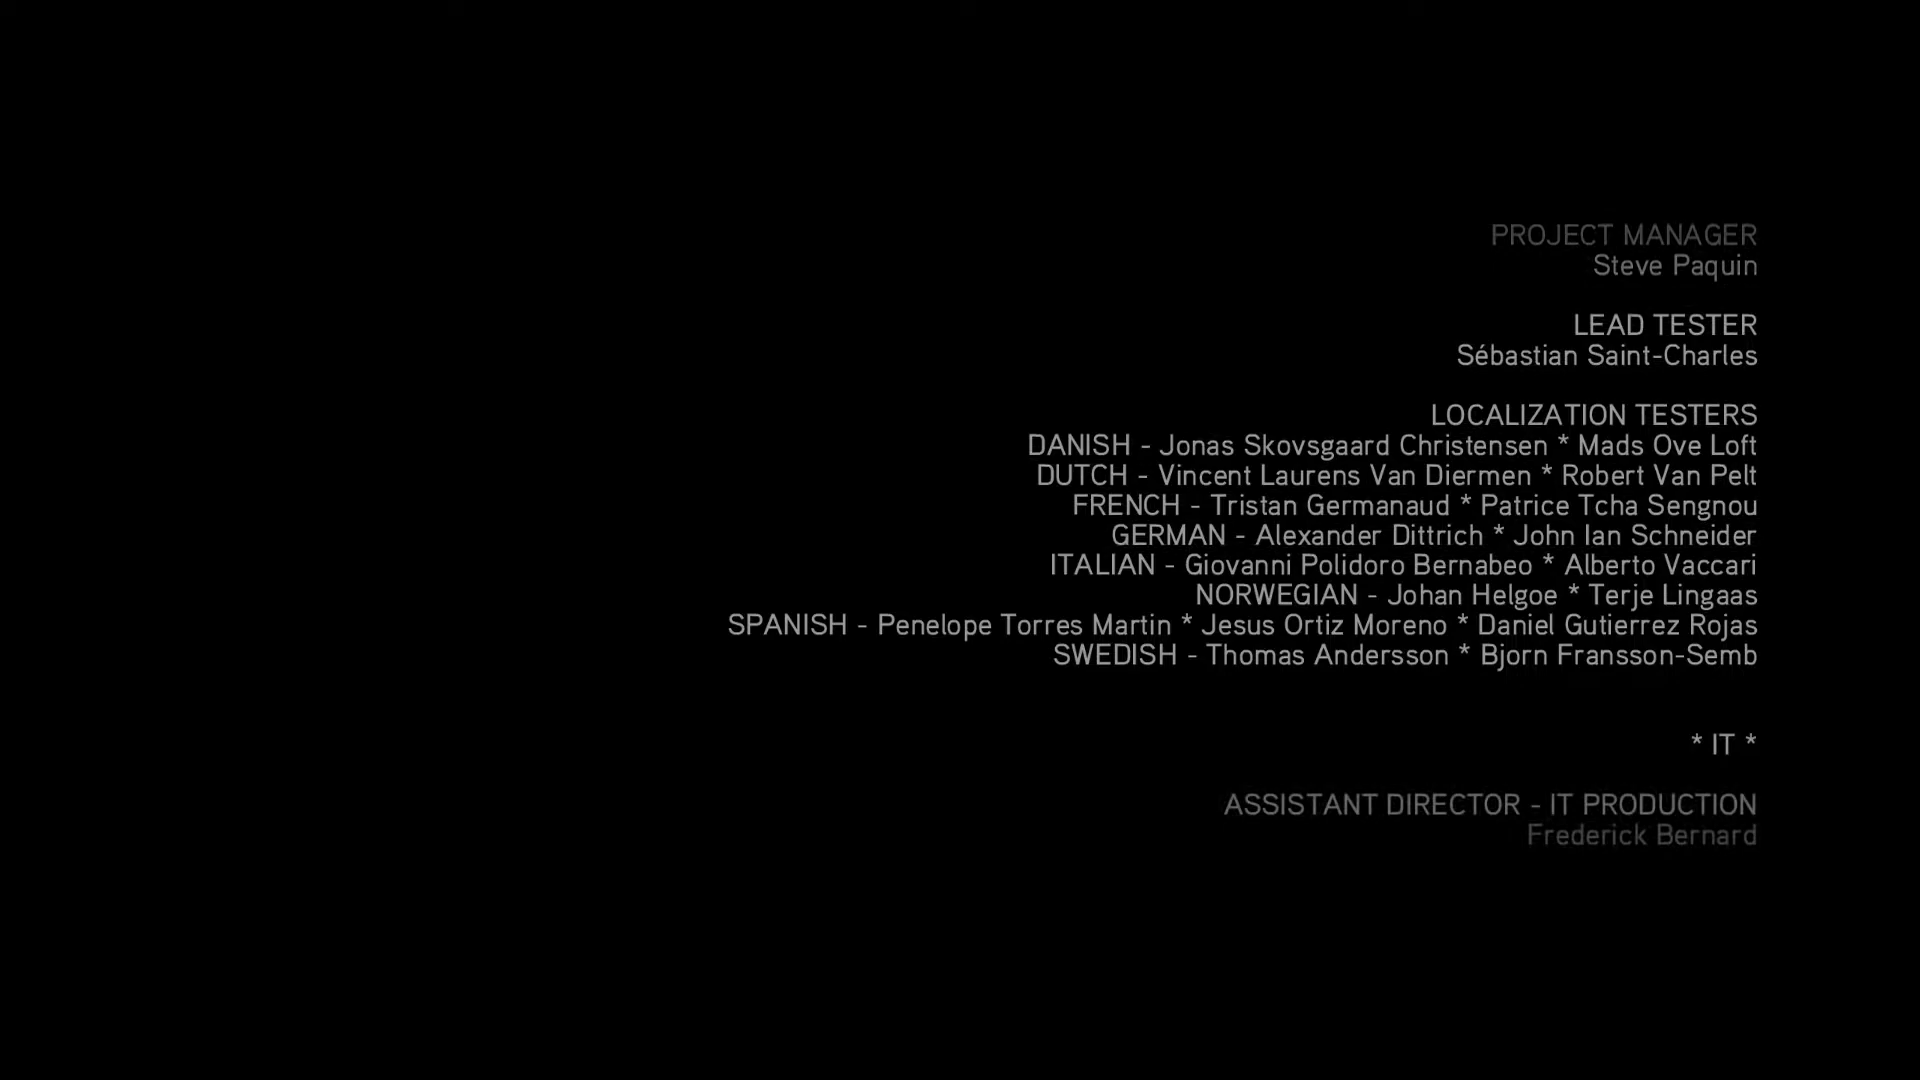 PROJECT MANAGER
Steve Paquin
LEAD TESTER
Sébastian Saint-Charles
LOCALIZATION TESTERS
DANISH - Jonas Skovsgaard Christensen * Mads Ove Loft
DUTCH - Vincent Laurens Van Diermen * Robert Van Pelt
FRENCH - Tristan Germanaud * Patrice Tcha Sengnou
GERMAN - Alexander Dittrich * John Ian Schneider
ITALIAN - Giovanni Polidoro Bernabeo * Alberto Vaccari
NORWEGIAN - Johan Helgoe * Terje Lingaas
SPANISH - Penelope Torres Martin * Jesus Ortiz Moreno * Daniel Gutierrez Rojas
SWEDISH - Thomas Andersson * Bjorn Fransson-Semb
* IT *
ASSISTANT DIRECTOR - IT PRODUCTION
Frederick Bernard